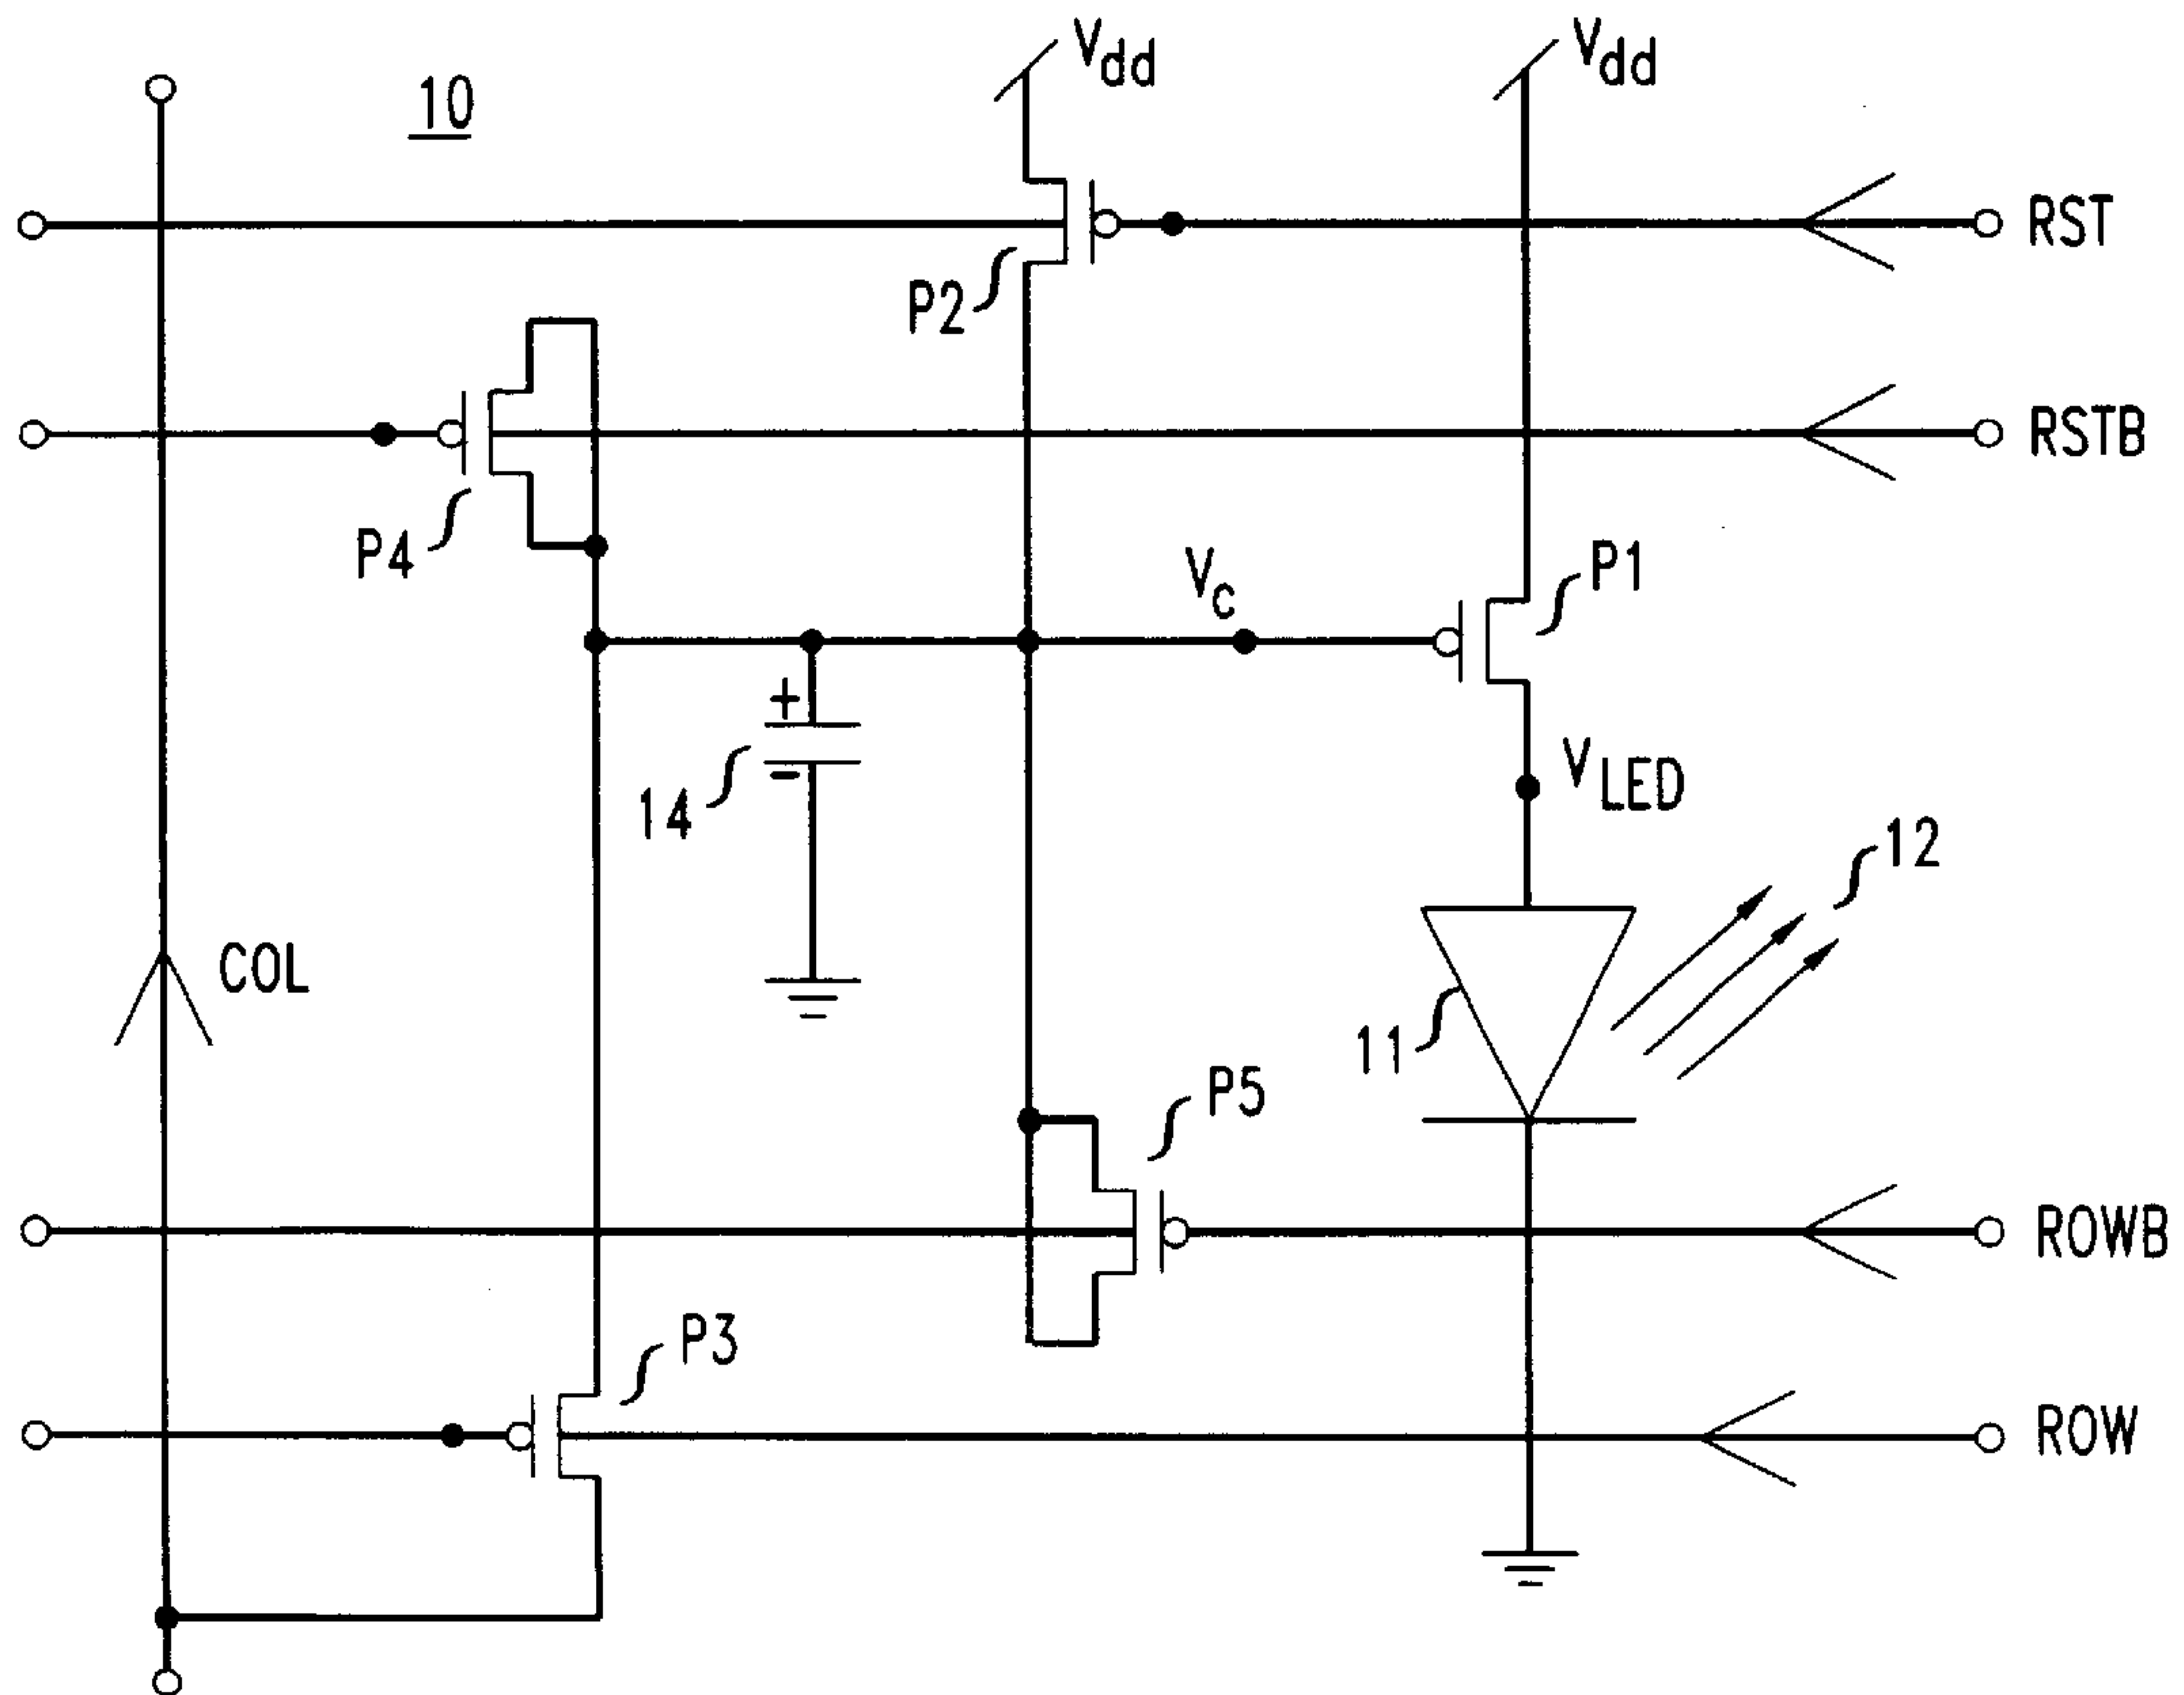 10
Vdd
Vdd
RST
P2
RSTB
P4
Vc
P1
+
-
14
VLED
12
COL
11
P5
ROWB
P3
ROW